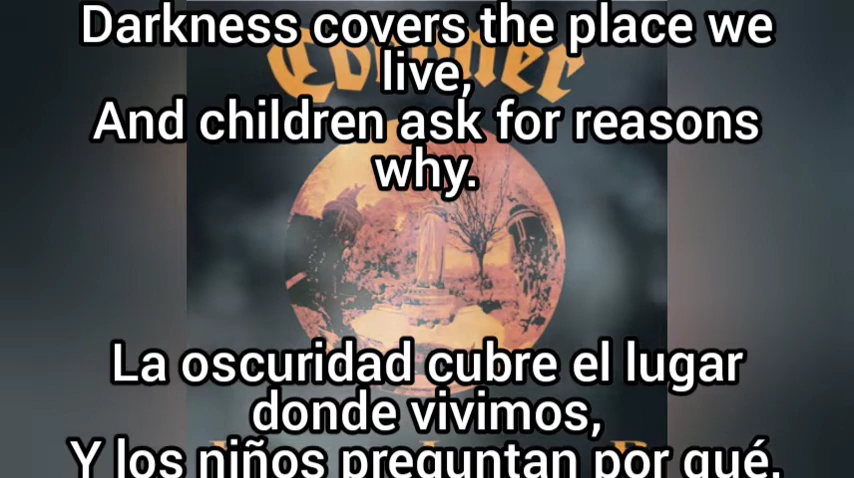 Darkness covers the place we
live,
And children ask for reasons
why.
La oscuridad cubre el lugar
donde vivimos,
Y los niños preguntan por qué.